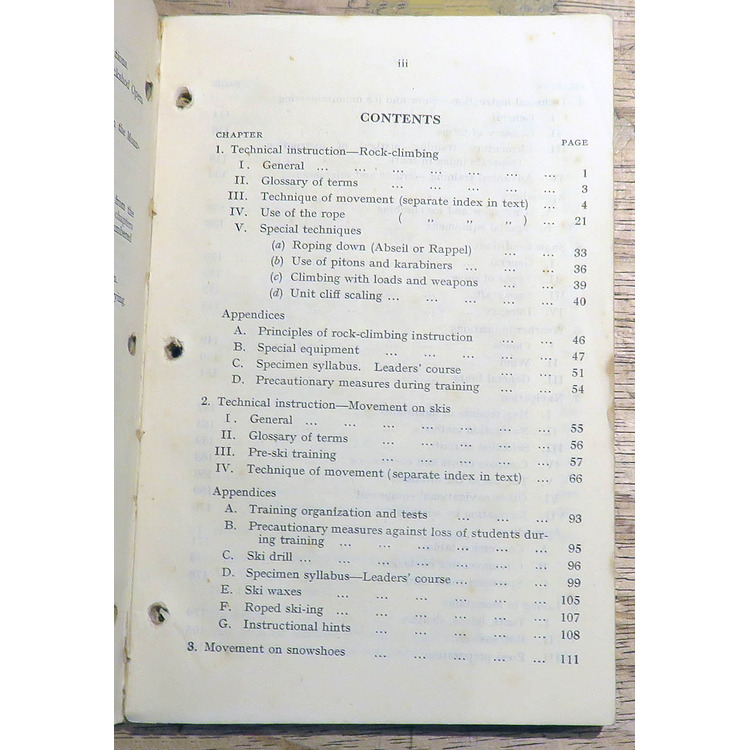 iii
CONTENTS
CHAPTER PAGE
1. Technical instruction—Rock-climbing
I. General ... ... ... ... ... ... 1
II. Glossary of terms ... ... ... ... ... 3
III. Technique of movement (separate index in text) ... 4
IV. Use of the rope ( „ „ „ ) ... 21
V. Special techniques
(a) Roping down (Abseil or Rappel) ... ... 33
(b) Use of pitons and karabiners ... ... ... 36
(c) Climbing with loads and weapons ... ... 39
(d) Unit cliff scaling ... ... ... ... ... 40
Appendices
A. Principles of rock-climbing instruction ... ... 46
B. Special equipment ... ... ... ... ... 47
C. Specimen syllabus. Leaders' course ... ... 51
D. Precautionary measures during training ... ... 54
2. Technical instruction—Movement on skis
I. General ... ... ... ... ... ... 55
II. Glossary of terms ... ... ... ... ... 56
III. Pre-ski training ... ... ... ... ... 57
IV. Technique of movement (separate index in text) ... 66
Appendices
A. Training organization and tests ... ... ... 93
B. Precautionary measures against loss of students dur-
ing training ... ... ... ... ... ... 95
C. Ski drill ... ... ... ... ... ... 96
D. Specimen syllabus—Leaders' course ... ... ... 99
E. Ski waxes ... ... ... ... ... ... 105
F. Roped ski-ing ... ... ... ... ... ... 107
G. Instructional hints ... ... ... ... ... 108
3. Movement on snowshoes ... ... ... ... ... 111